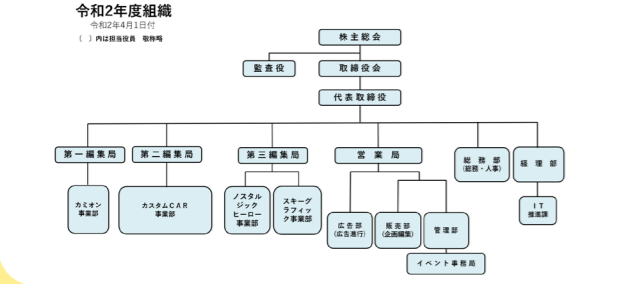 令和2年度組織
令和2年4月1日付
（　）内は担当役員　敬称略
株主総会
監査役
取締役会
代表取締役
第一編集局
第二編集局
第三編集局
営業局
総務部
(総務・人事)
経理部
カミオン
事業部
カスタムCAR
事業部
ノスタル
ジック
ヒーロー
事業部
スキーグ
ラフィッ
ク事業部
広告部
(広告進行)
販売部
(企画編集)
管理部
IT
推進課
イベント事務局